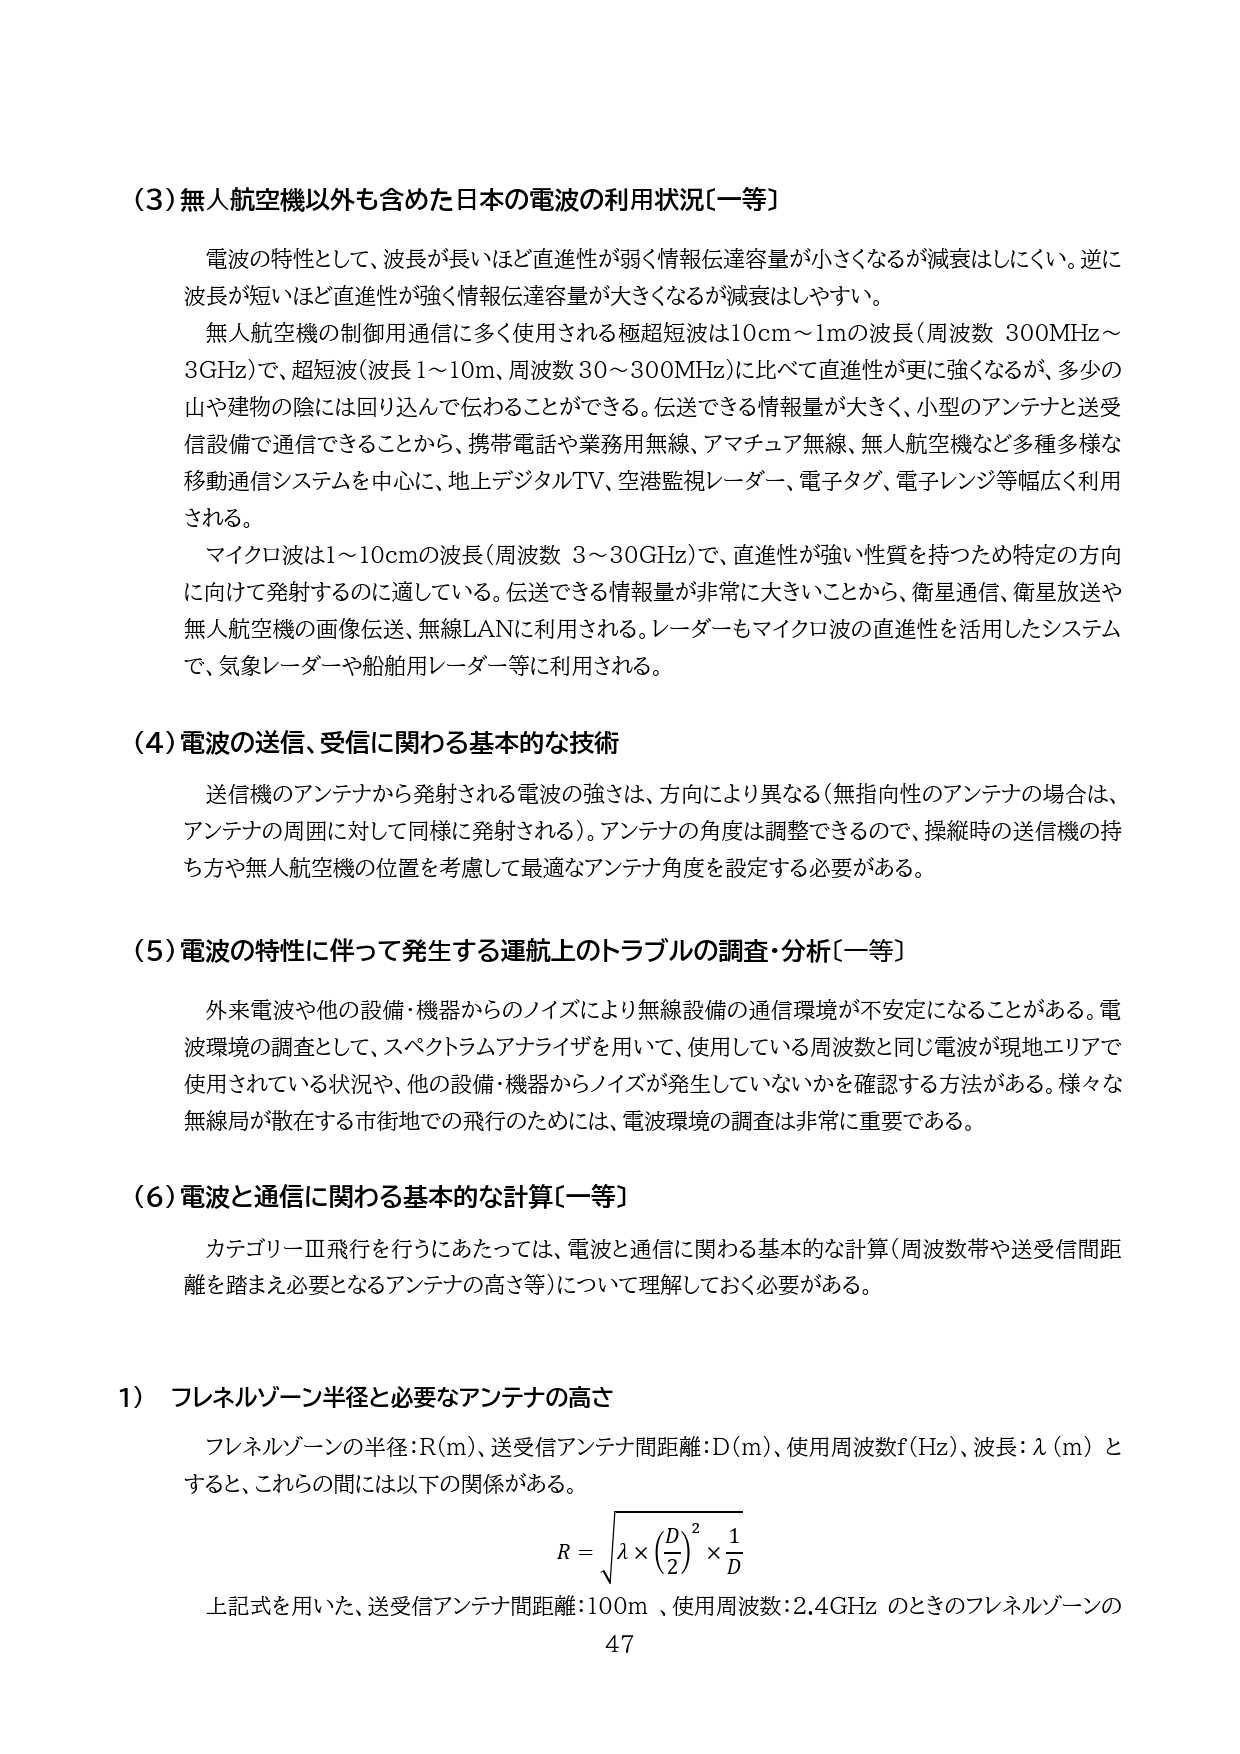 （3）無人航空機以外も含めた日本の電波の利用状況〔一等〕
電波の特性として、波長が長いほど直進性が弱く情報伝達容量が小さくなるが減衰はしにくい。逆に
波長が短いほど直進性が強く情報伝達容量が大きくなるが減衰はしやすい。
無人航空機の制御用通信に多く使用される極超短波は10cm～1mの波長（周波数 300MHz～
3GHz）で、超短波（波長 1～10m、周波数 30～300MHz）に比べて直進性が更に強くなるが、多少の
山や建物の陰には回り込んで伝わることができる。伝送できる情報量が大きく、小型のアンテナと送受
信設備で通信できることから、携帯電話や業務用無線、アマチュア無線、無人航空機など多種多様な
移動通信システムを中心に、地上デジタルTV、空港監視レーダー、電子タグ、電子レンジ等幅広く利用
される。
マイクロ波は1～10cmの波長（周波数 3～30GHz）で、直進性が強い性質を持つため特定の方向
に向けて発射するのに適している。伝送できる情報量が非常に大きいことから、衛星通信、衛星放送や
無人航空機の画像伝送、無線LANに利用される。レーダーもマイクロ波の直進性を活用したシステム
で、気象レーダーや船舶用レーダー等に利用される。
（4）電波の送信、受信に関わる基本的な技術
送信機のアンテナから発射される電波の強さは、方向により異なる（無指向性のアンテナの場合は、
アンテナの周囲に対して同様に発射される）。アンテナの角度は調整できるので、操縦時の送信機の持
ち方や無人航空機の位置を考慮して最適なアンテナ角度を設定する必要がある。
（5）電波の特性に伴って発生する運航上のトラブルの調査・分析〔一等〕
外来電波や他の設備・機器からのノイズにより無線設備の通信環境が不安定になることがある。電
波環境の調査として、スペクトラムアナライザを用いて、使用している周波数と同じ電波が現地エリアで
使用されている状況や、他の設備・機器からノイズが発生していないかを確認する方法がある。様々な
無線局が散在する市街地での飛行のためには、電波環境の調査は非常に重要である。
（6）電波と通信に関わる基本的な計算〔一等〕
カテゴリーⅢ飛行を行うにあたっては、電波と通信に関わる基本的な計算（周波数帯や送受信間距
離を踏まえ必要となるアンテナの高さ等）について理解しておく必要がある。
1） フレネルゾーン半径と必要なアンテナの高さ
フレネルゾーンの半径：R（m）、送受信アンテナ間距離：D（m）、使用周波数f（Hz）、波長：λ（m） と
すると、これらの間には以下の関係がある。
R = √(λ × (D/2)² × 1/D)
上記式を用いた、送受信アンテナ間距離：100m 、使用周波数：2.4GHz のときのフレネルゾーンの
47